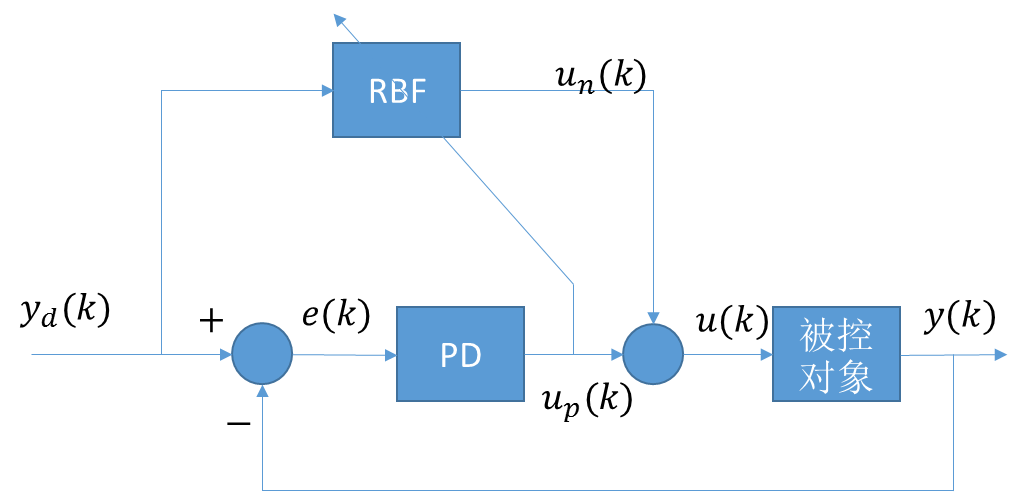 RBF
u_n(k)
y_d(k)
+
e(k)
PD
u(k)
被控
对象
y(k)
u_p(k)
−